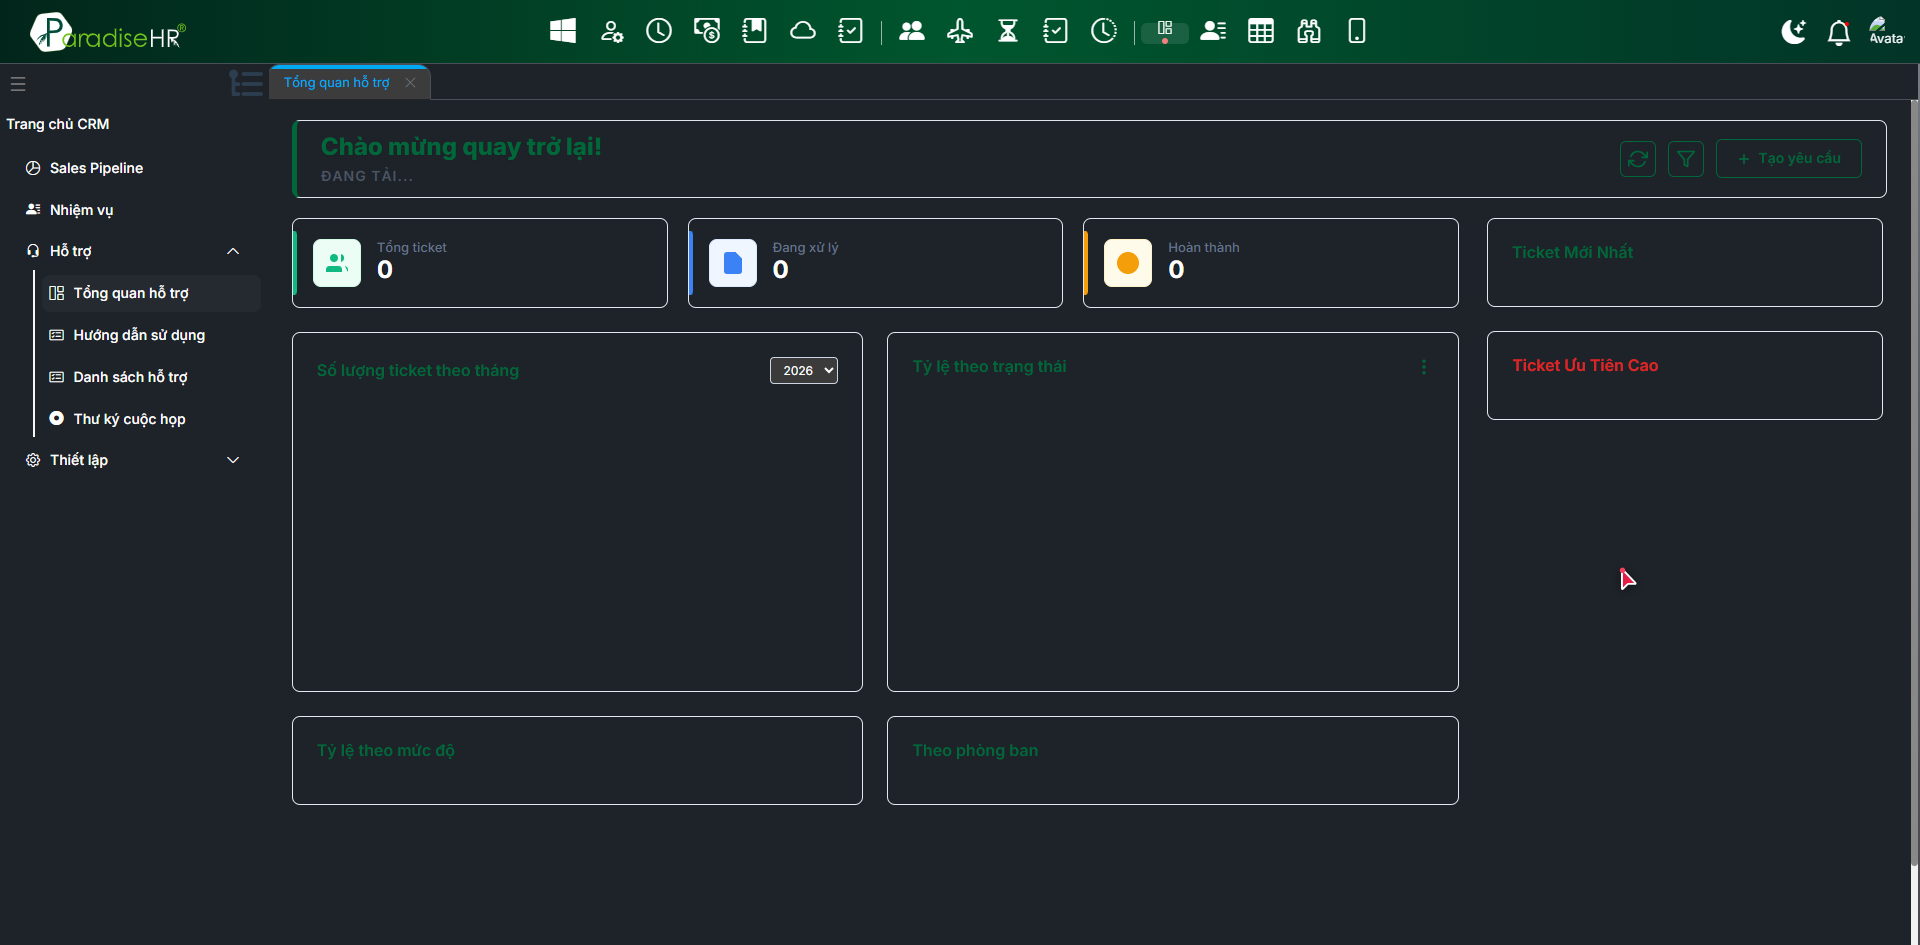 ParadiseHR®
Avata
Tổng quan hỗ trợ
Trang chủ CRM
Sales Pipeline
Nhiệm vụ
Hỗ trợ
Tổng quan hỗ trợ
Hướng dẫn sử dụng
Danh sách hỗ trợ
Thư ký cuộc họp
Thiết lập
Chào mừng quay trở lại!
ĐANG TẢI...
+ Tạo yêu cầu
Tổng ticket
0
Đang xử lý
0
Hoàn thành
0
Ticket Mới Nhất
Số lượng ticket theo tháng
2026
Tỷ lệ theo trạng thái
Ticket Ưu Tiên Cao
Tỷ lệ theo mức độ
Theo phòng ban